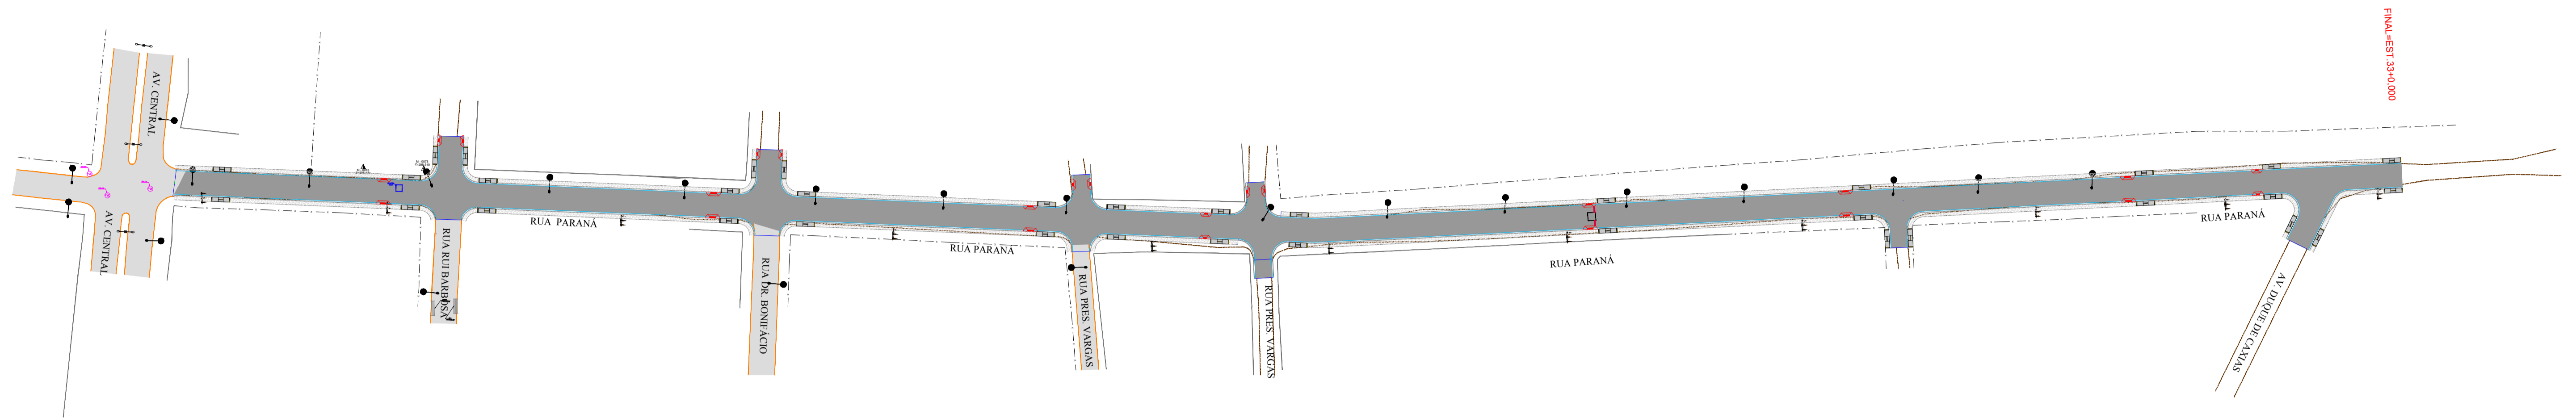 FINAL=EST.33+0,000
AV. CENTRAL
AV. CENTRAL
RUA RUI BARBOSA
RUA PARANÁ
RUA DR. BONIFÁCIO
RUA PARANÁ
RUA PRES. VARGAS
RUA PRES. VARGAS
RUA PARANÁ
RUA PARANÁ
AV. DUQUE DE CAXIAS